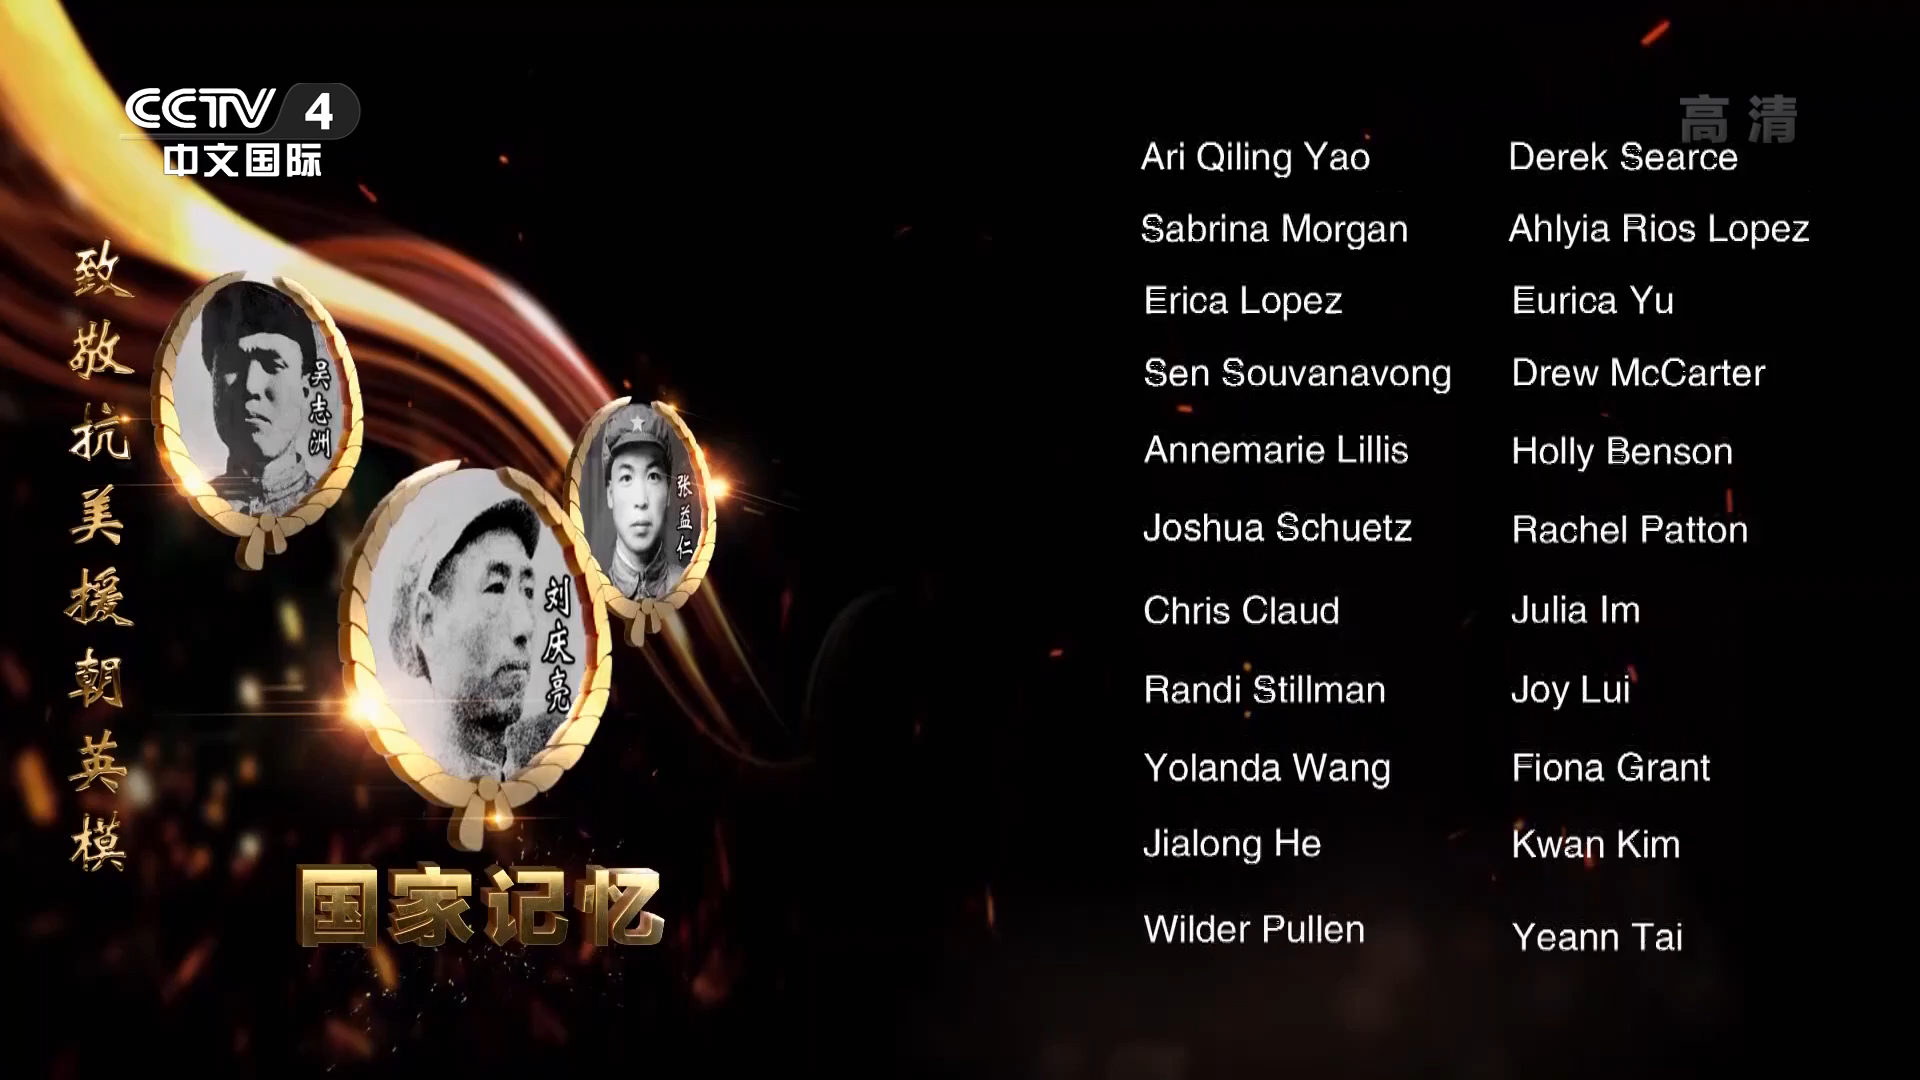 CCTV 4
中文国际
高清
致敬抗美援朝英模
吴志洲
刘庆亮
张益仁
国家记忆
Ari Qiling Yao
Derek Searce
Sabrina Morgan
Ahlyia Rios Lopez
Erica Lopez
Eurica Yu
Sen Souvanavong
Drew McCarter
Annemarie Lillis
Holly Benson
Joshua Schuetz
Rachel Patton
Chris Claud
Julia Im
Randi Stillman
Joy Lui
Yolanda Wang
Fiona Grant
Jialong He
Kwan Kim
Wilder Pullen
Yeann Tai